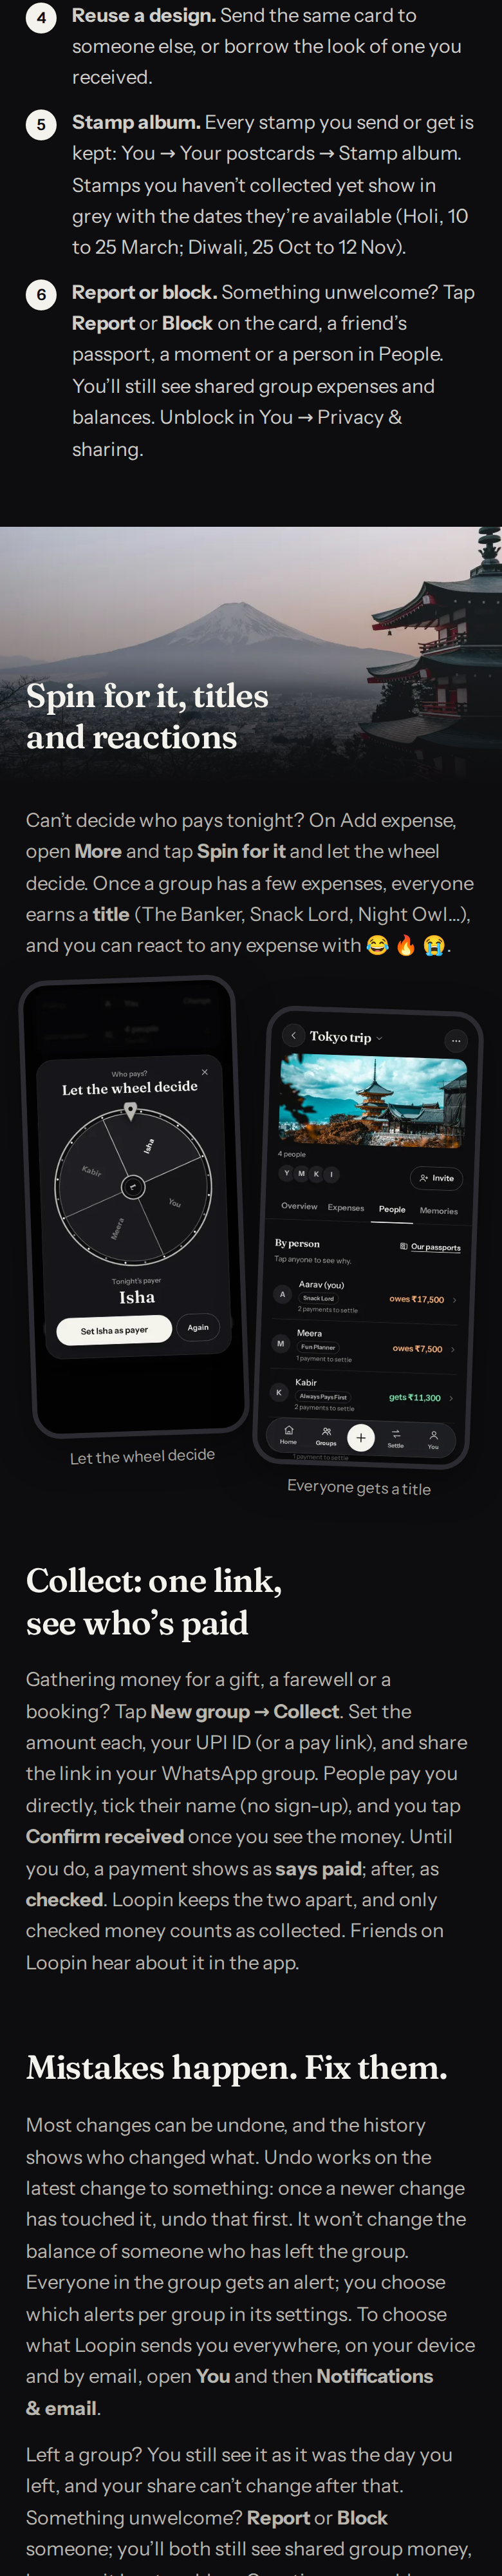 4 Reuse a design. Send the same card to
someone else, or borrow the look of one you
received.
5 Stamp album. Every stamp you send or get is
kept: You → Your postcards → Stamp album.
Stamps you haven’t collected yet show in
grey with the dates they’re available (Holi, 10
to 25 March; Diwali, 25 Oct to 12 Nov).
6 Report or block. Something unwelcome? Tap
Report or Block on the card, a friend’s
passport, a moment or a person in People.
You’ll still see shared group expenses and
balances. Unblock in You → Privacy &
sharing.
Spin for it, titles
and reactions
Can’t decide who pays tonight? On Add expense,
open More and tap Spin for it and let the wheel
decide. Once a group has a few expenses, everyone
earns a title (The Banker, Snack Lord, Night Owl…),
and you can react to any expense with 😂 🔥 😭.
Who pays?
Let the wheel decide
Isha
Kabir
You
Meera
Tonight’s payer
Isha
Set Isha as payer
Again
Let the wheel decide
Tokyo trip
4 people
Y M K I
Invite
Overview Expenses People Memories
By person
Our passports
Tap anyone to see why.
A Aarav (you)
Snack Lord
owes ₹17,500
2 payments to settle
M Meera
Fun Planner
owes ₹7,500
1 payment to settle
K Kabir
Always Pays First
gets ₹11,300
2 payments to settle
Home Groups Settle You
1 payment to settle
Everyone gets a title
Collect: one link,
see who’s paid
Gathering money for a gift, a farewell or a
booking? Tap New group → Collect. Set the
amount each, your UPI ID (or a pay link), and share
the link in your WhatsApp group. People pay you
directly, tick their name (no sign-up), and you tap
Confirm received once you see the money. Until
you do, a payment shows as says paid; after, as
checked. Loopin keeps the two apart, and only
checked money counts as collected. Friends on
Loopin hear about it in the app.
Mistakes happen. Fix them.
Most changes can be undone, and the history
shows who changed what. Undo works on the
latest change to something: once a newer change
has touched it, undo that first. It won’t change the
balance of someone who has left the group.
Everyone in the group gets an alert; you choose
which alerts per group in its settings. To choose
what Loopin sends you everywhere, on your device
and by email, open You and then Notifications
& email.
Left a group? You still see it as it was the day you
left, and your share can’t change after that.
Something unwelcome? Report or Block
someone; you’ll both still see shared group money,